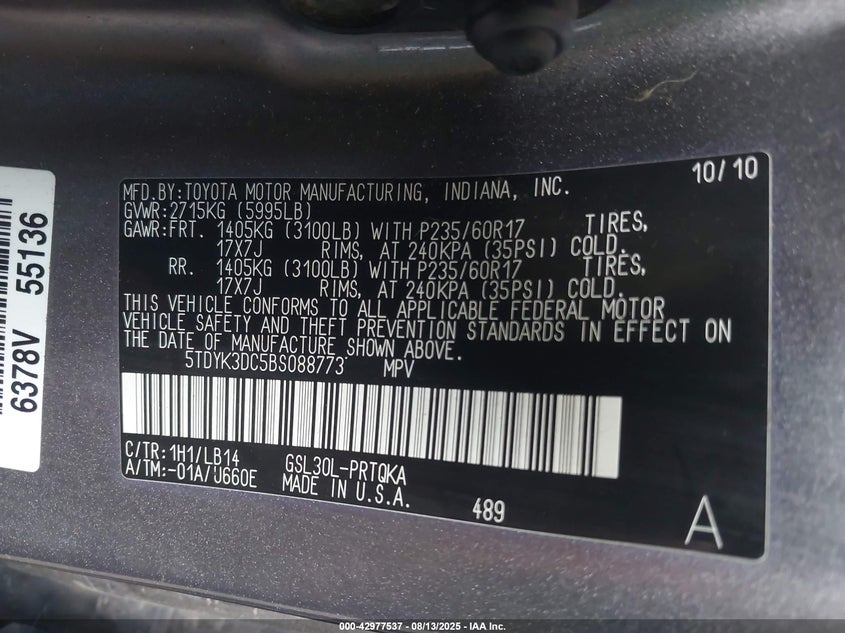 MFD.BY:TOYOTA MOTOR MANUFACTURING, INDIANA, INC. 10/10
GVWR:2715KG (5995LB)
GAWR:FRT. 1405KG (3100LB) WITH P235/60R17 TIRES,
17X7J RIMS, AT 240KPA (35PSI) COLD.
RR. 1405KG (3100LB) WITH P235/60R17 TIRES,
17X7J RIMS, AT 240KPA (35PSI) COLD.
THIS VEHICLE CONFORMS TO ALL APPLICABLE FEDERAL MOTOR
VEHICLE SAFETY AND THEFT PREVENTION STANDARDS IN EFFECT ON
THE DATE OF MANUFACTURE SHOWN ABOVE.
5TDYK3DC5BS088773 MPV
C/TR:1H1/LB14 GSL30L-PRTQKA
A/TM:-01A/U660E MADE IN U.S.A.
489
A
6378V 55136
000-42977537 - 08/13/2025 - IAA Inc.